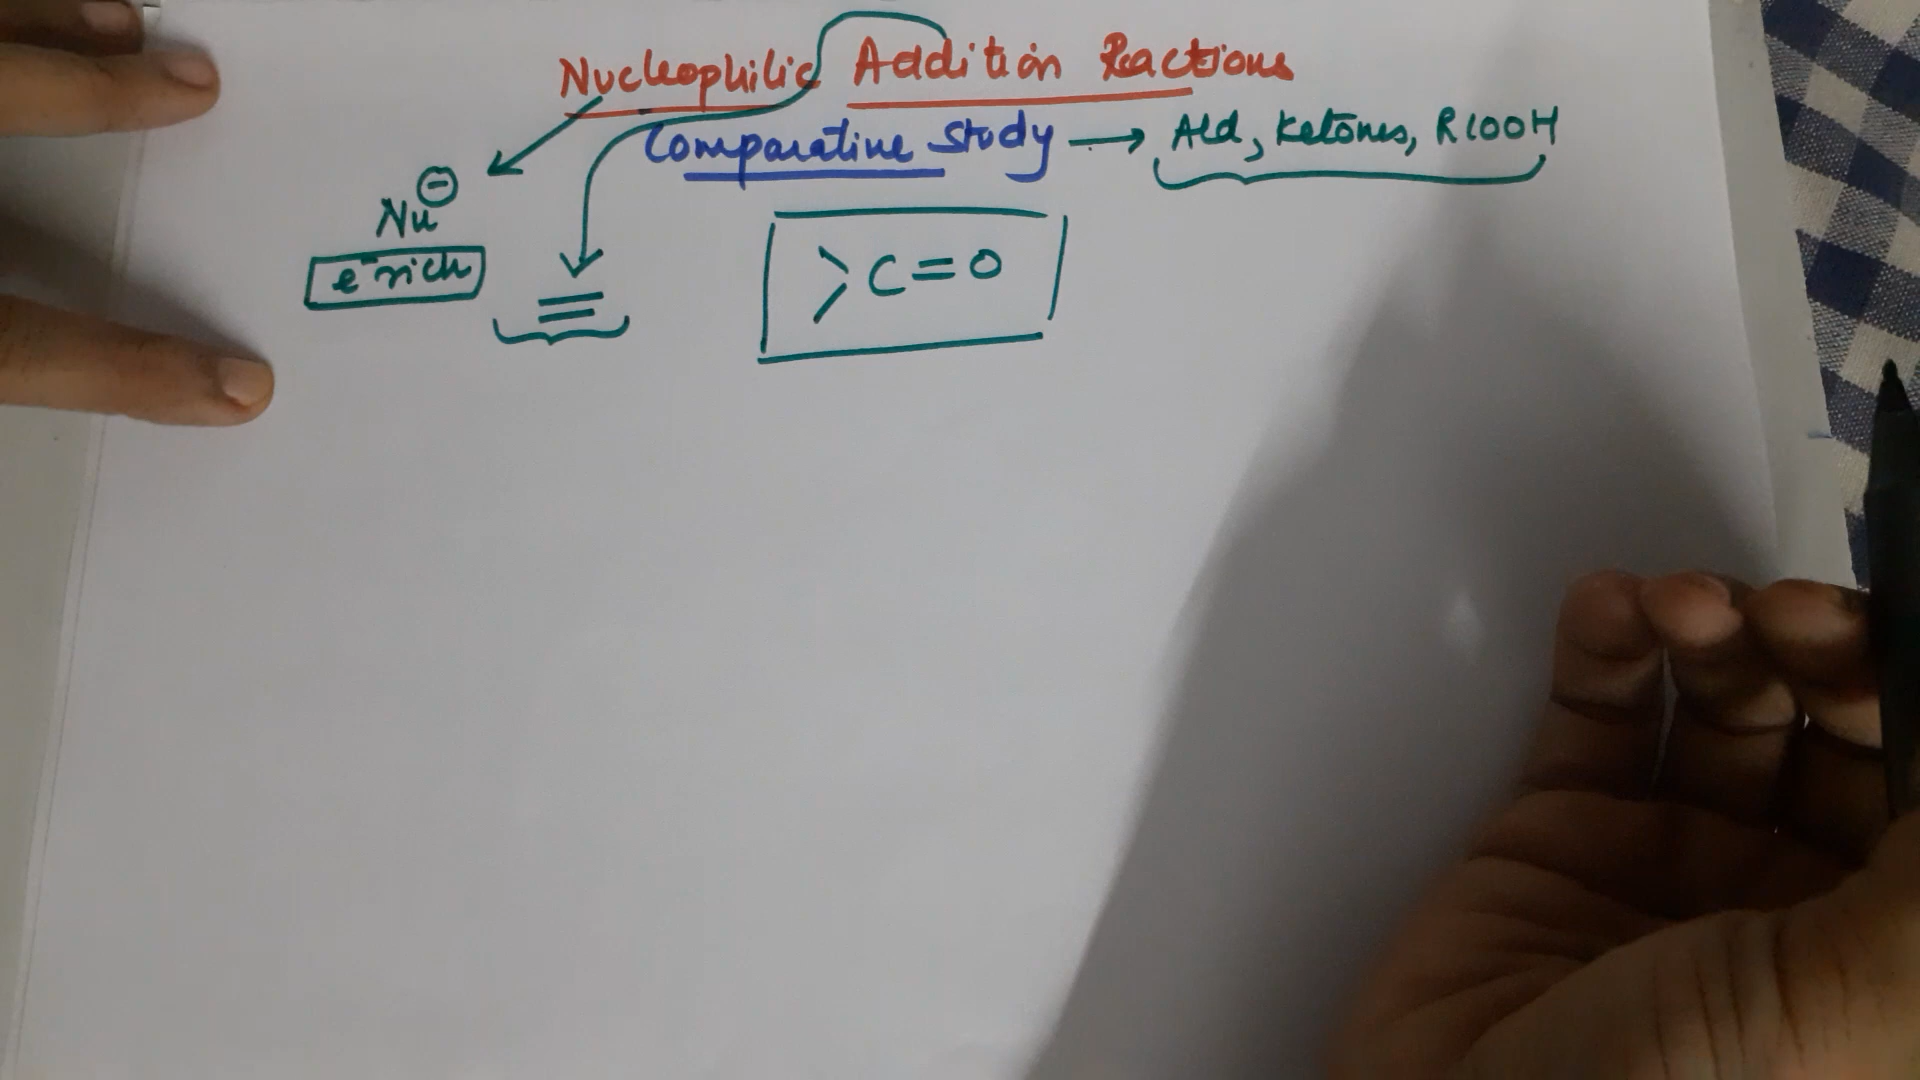 Nucleophilic Addition Reactions
Comparative Study → Ald, Ketones, RCOOH
Nu⊖
e⁻ rich
=
>C=O